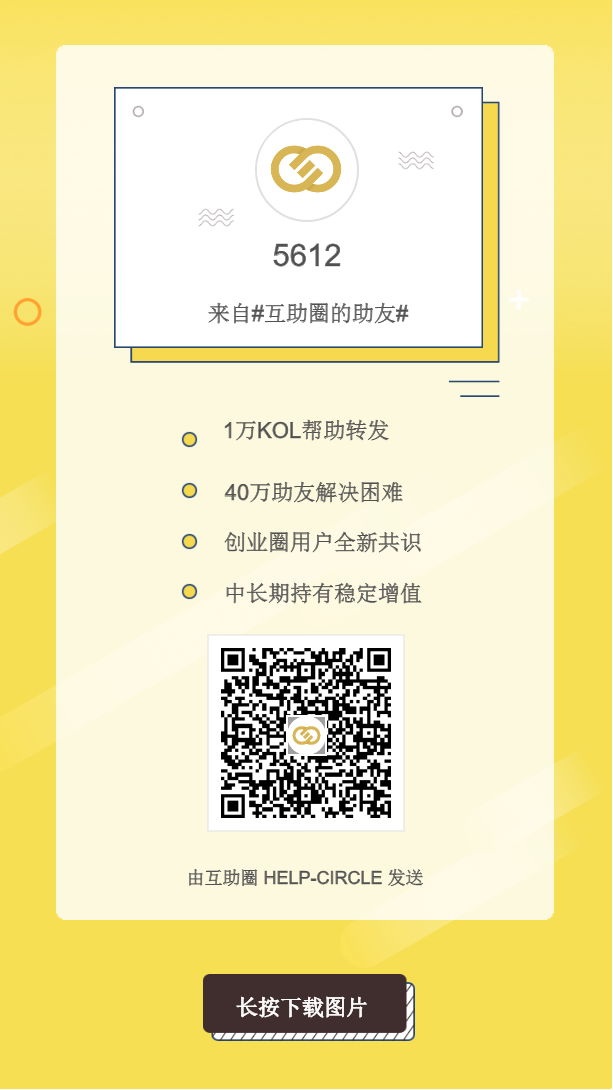 5612
来自#互助圈的助友#
1万KOL帮助转发
40万助友解决困难
创业圈用户全新共识
中长期持有稳定增值
由互助圈 HELP-CIRCLE 发送
长按下载图片